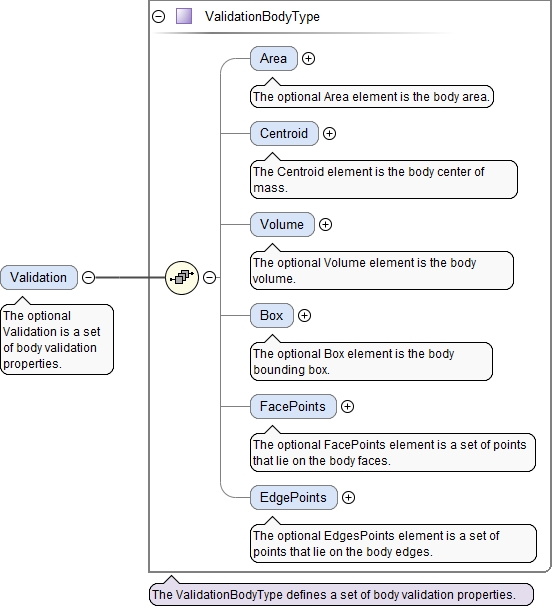 ValidationBodyType
Area
The optional Area element is the body area.
Centroid
The Centroid element is the body center of
mass.
Volume
The optional Volume element is the body
volume.
Validation
The optional
Validation is a set
of body validation
properties.
Box
The optional Box element is the body
bounding box.
FacePoints
The optional FacePoints element is a set of points
that lie on the body faces.
EdgePoints
The optional EdgesPoints element is a set of
points that lie on the body edges.
The ValidationBodyType defines a set of body validation properties.